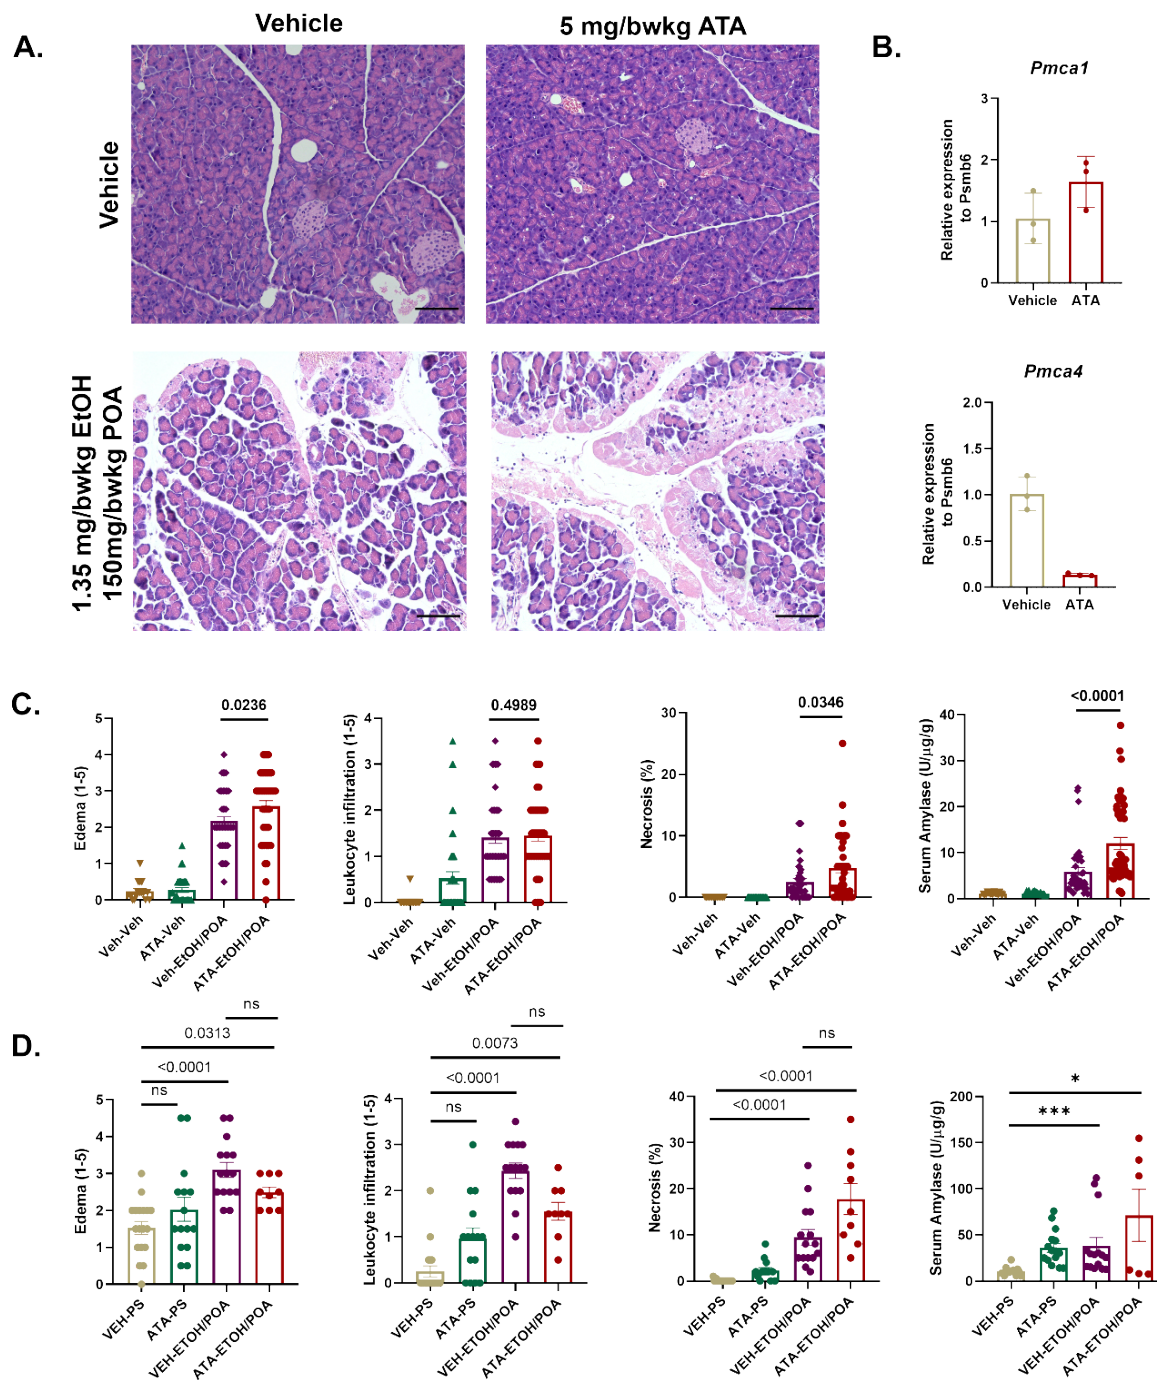 A.
Vehicle
5 mg/bwkg ATA
B.
Vehicle
1.35 mg/bwkg EtOH
150mg/bwkg POA
Pmca1
Relative expression
to Psmb6
3
2
1
0
Vehicle
ATA
Pmca4
Relative expression
to Psmb6
2.0
1.5
1.0
0.5
0.0
Vehicle
ATA
C.
0.0236
Edema (1-5)
5
4
3
2
1
0
Veh-Veh
ATA-Veh
Veh-EtOH/POA
ATA-EtOH/POA
0.4989
Leukocyte infiltration (1-5)
4
3
2
1
0
Veh-Veh
ATA-Veh
Veh-EtOH/POA
ATA-EtOH/POA
0.0346
Necrosis (%)
30
20
10
0
Veh-Veh
ATA-Veh
Veh-EtOH/POA
ATA-EtOH/POA
<0.0001
Serum Amylase (U/µg/g)
40
30
20
10
0
Veh-Veh
ATA-Veh
Veh-EtOH/POA
ATA-EtOH/POA
D.
ns
0.0313
<0.0001
ns
Edema (1-5)
5
4
3
2
1
0
VEH-PS
ATA-PS
VEH-ETOH/POA
ATA-ETOH/POA
ns
0.0073
<0.0001
ns
Leukocyte infiltration (1-5)
4
3
2
1
0
VEH-PS
ATA-PS
VEH-ETOH/POA
ATA-ETOH/POA
ns
<0.0001
<0.0001
Necrosis (%)
40
30
20
10
0
VEH-PS
ATA-PS
VEH-ETOH/POA
ATA-ETOH/POA
*
***
Serum Amylase (U/µg/g)
200
150
100
50
0
VEH-PS
ATA-PS
VEH-ETOH/POA
ATA-ETOH/POA